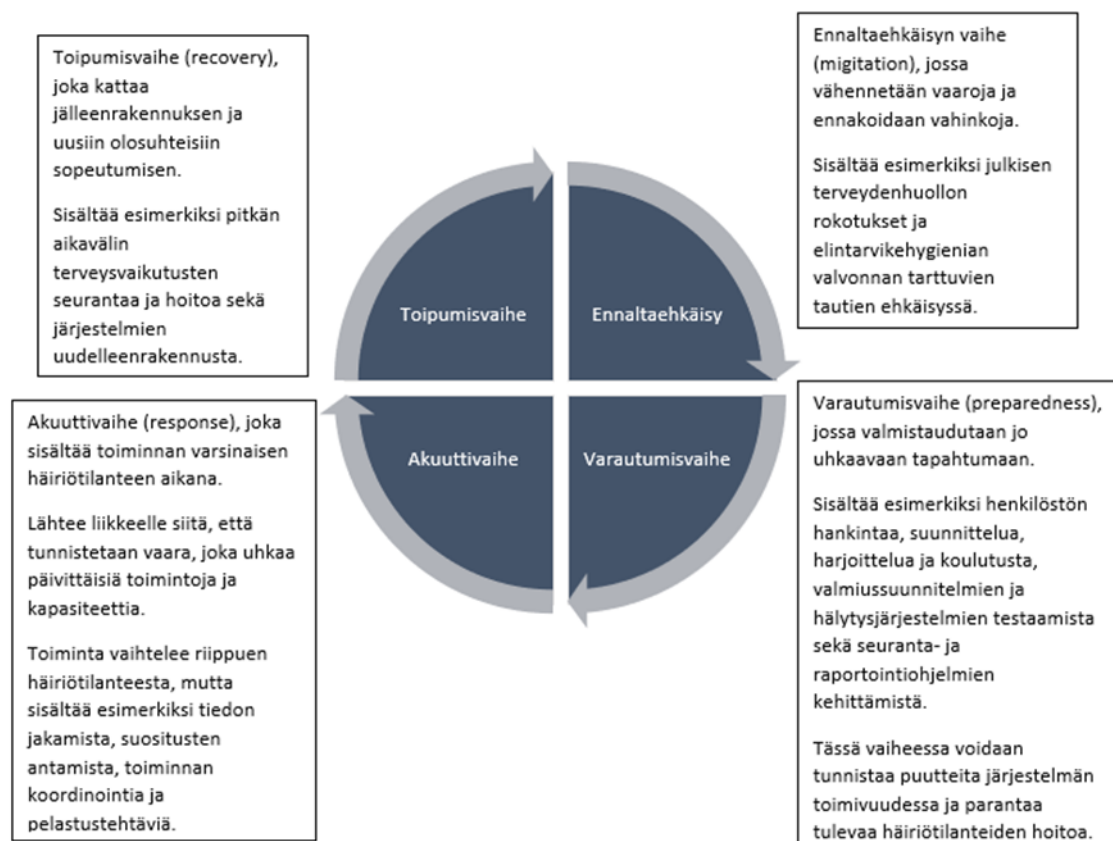 Toipumisvaihe (recovery),
joka kattaa
jälleenrakennuksen ja
uusiin olosuhteisiin
sopeutumisen.
Sisältää esimerkiksi pitkän
aikavälin
terveysvaikutusten
seurantaa ja hoitoa sekä
järjestelmien
uudelleenrakennusta.
Ennaltaehkäisyn vaihe
(migitation), jossa
vähennetään vaaroja ja
ennakoidaan vahinkoja.
Sisältää esimerkiksi julkisen
terveydenhuollon
rokotukset ja
elintarvikehygienian
valvonnan tarttuvien
tautien ehkäisyssä.
Toipumisvaihe
Ennaltaehkäisy
Akuuttivaihe
Varautumisvaihe
Akuuttivaihe (response), joka
sisältää toiminnan varsinaisen
häiriötilanteen aikana.
Lähtee liikkeelle siitä, että
tunnistetaan vaara, joka uhkaa
päivittäisiä toimintoja ja
kapasiteettia.
Toiminta vaihtelee riippuen
häiriötilanteesta, mutta
sisältää esimerkiksi tiedon
jakamista, suositusten
antamista, toiminnan
koordinointia ja
pelastustehtäviä.
Varautumisvaihe (preparedness),
jossa valmistaudutaan jo
uhkaavaan tapahtumaan.
Sisältää esimerkiksi henkilöstön
hankintaa, suunnittelua,
harjoittelua ja koulutusta,
valmiussuunnitelmien ja
hälytysjärjestelmien testaamista
sekä seuranta- ja
raportointiohjelmien
kehittämistä.
Tässä vaiheessa voidaan
tunnistaa puutteita järjestelmän
toimivuudessa ja parantaa
tulevaa häiriötilanteiden hoitoa.